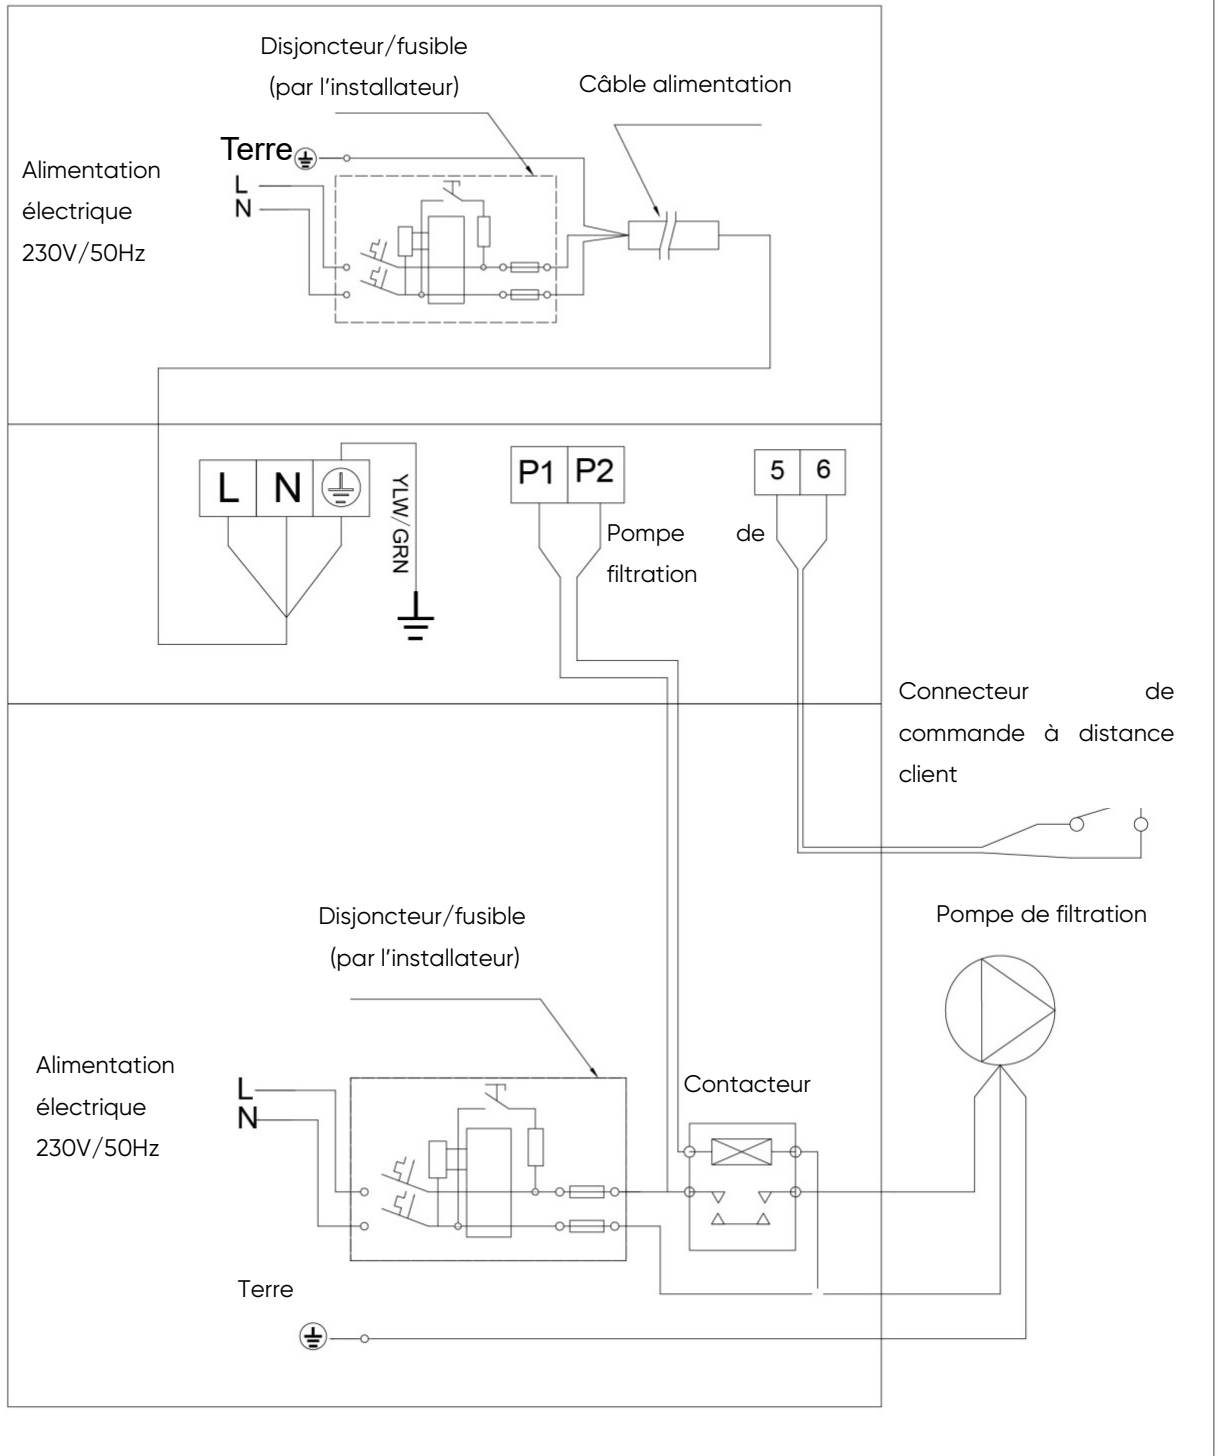 Disjoncteur/fusible
(par l'installateur)
Câble alimentation
Terre
Alimentation
électrique
230V/50Hz
L
N
L N
YLW/GRN
P1 P2
5 6
Pompe de
filtration
Connecteur de
commande à distance
client
Disjoncteur/fusible
(par l'installateur)
Pompe de filtration
Alimentation
électrique
230V/50Hz
L
N
Contacteur
Terre